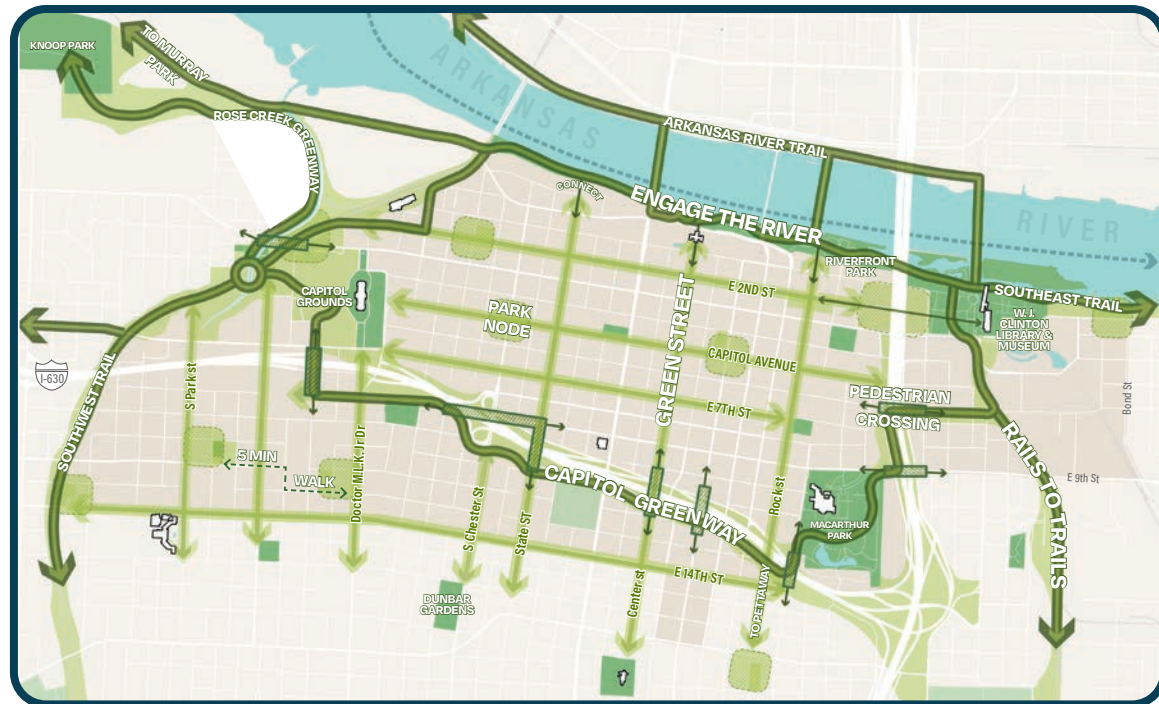 KNOOP PARK
TO MURRAY
PARK
ROSE CREEK GREENWAY
ARKANSAS
ARKANSAS RIVER TRAIL
RIVER
CONNECT
ENGAGE THE RIVER
RIVERFRONT
PARK
SOUTHEAST TRAIL
W. J.
CLINTON
LIBRARY &
MUSEUM
CAPITOL
GROUNDS
E 2ND ST
PARK
NODE
GREEN STREET
CAPITOL AVENUE
E 7TH ST
PEDESTRIAN
CROSSING
I-630
SOUTHWEST TRAIL
S Park st
Bond St
RAILS TO TRAILS
5 MIN
WALK
Doctor M.L.K. Jr Dr
S Chester St
State ST
CAPITOL GREENWAY
Rock st
E 9th St
MACARTHUR
PARK
E 14TH ST
DUNBAR
GARDENS
Center st
TO PETTAWAY